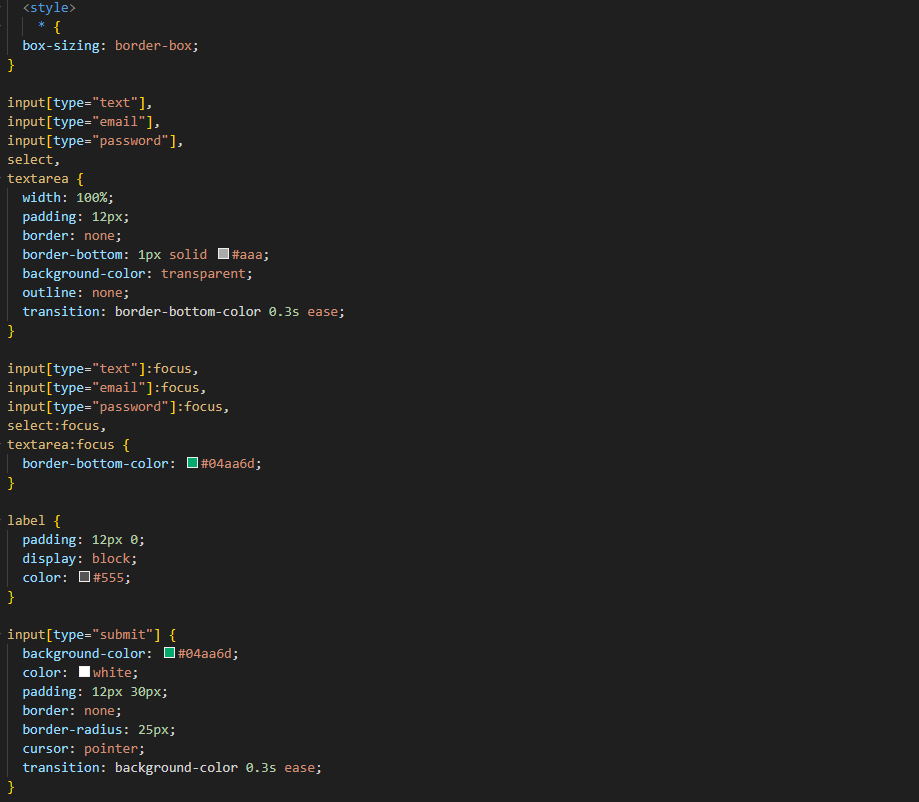 <style>
* {
box-sizing: border-box;
}
input[type="text"],
input[type="email"],
input[type="password"],
select,
textarea {
width: 100%;
padding: 12px;
border: none;
border-bottom: 1px solid #aaa;
background-color: transparent;
outline: none;
transition: border-bottom-color 0.3s ease;
}
input[type="text"]:focus,
input[type="email"]:focus,
input[type="password"]:focus,
select:focus,
textarea:focus {
border-bottom-color: #04aa6d;
}
label {
padding: 12px 0;
display: block;
color: #555;
}
input[type="submit"] {
background-color: #04aa6d;
color: white;
padding: 12px 30px;
border: none;
border-radius: 25px;
cursor: pointer;
transition: background-color 0.3s ease;
}